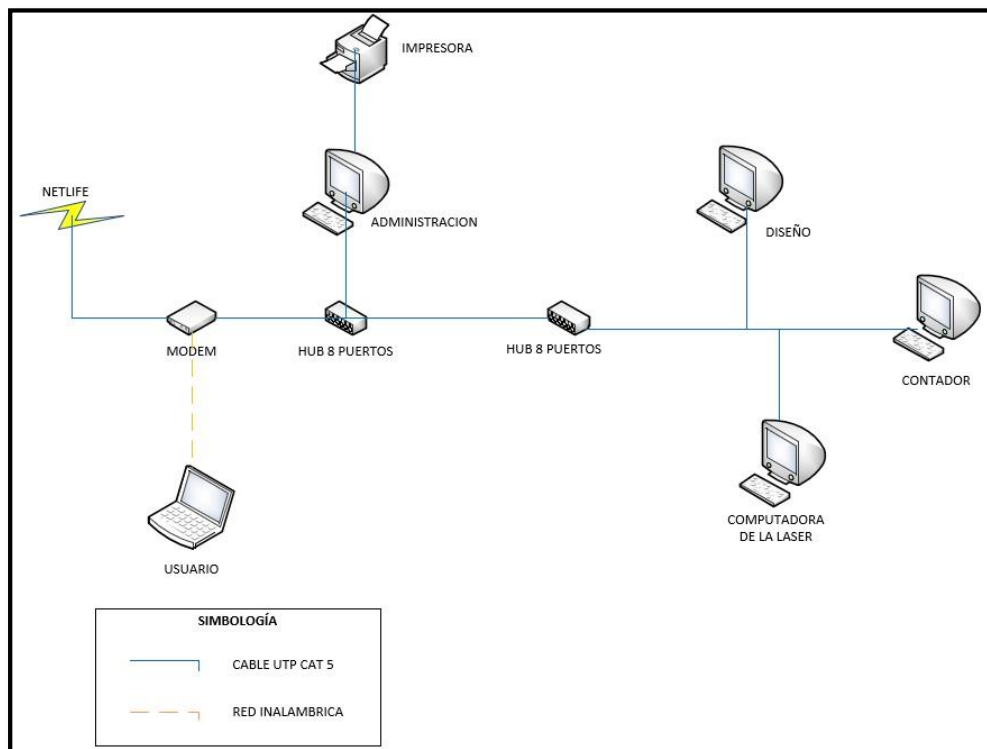 IMPRESORA
NETLIFE
ADMINISTRACION
DISEÑO
MODEM
HUB 8 PUERTOS
HUB 8 PUERTOS
CONTADOR
COMPUTADORA
DE LA LASER
USUARIO
SIMBOLOGÍA
CABLE UTP CAT 5
RED INALAMBRICA